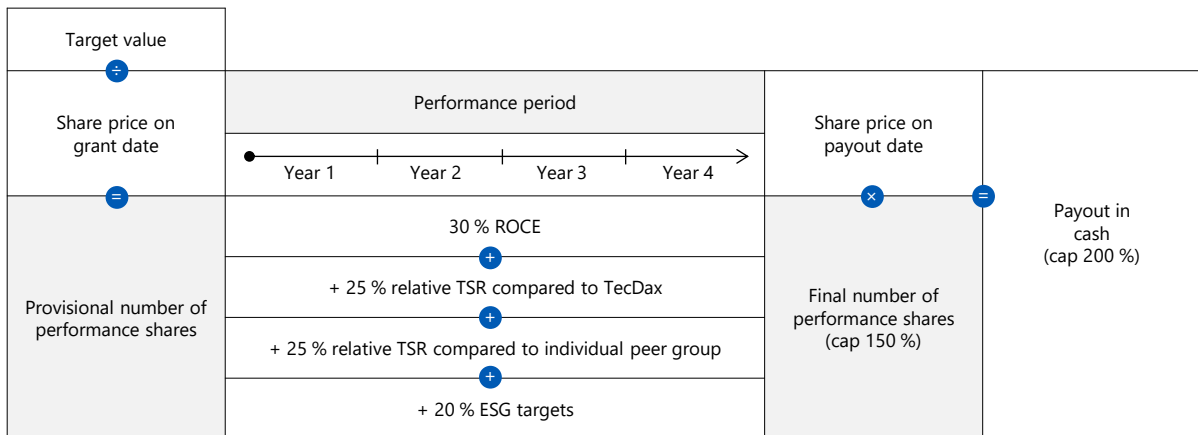 Target value
÷
Share price on
grant date
=
Provisional number of
performance shares
Performance period
Year 1
Year 2
Year 3
Year 4
30 % ROCE
+
+ 25 % relative TSR compared to TecDax
+
+ 25 % relative TSR compared to individual peer group
+
+ 20 % ESG targets
Share price on
payout date
×
Final number of
performance shares
(cap 150 %)
=
Payout in
cash
(cap 200 %)